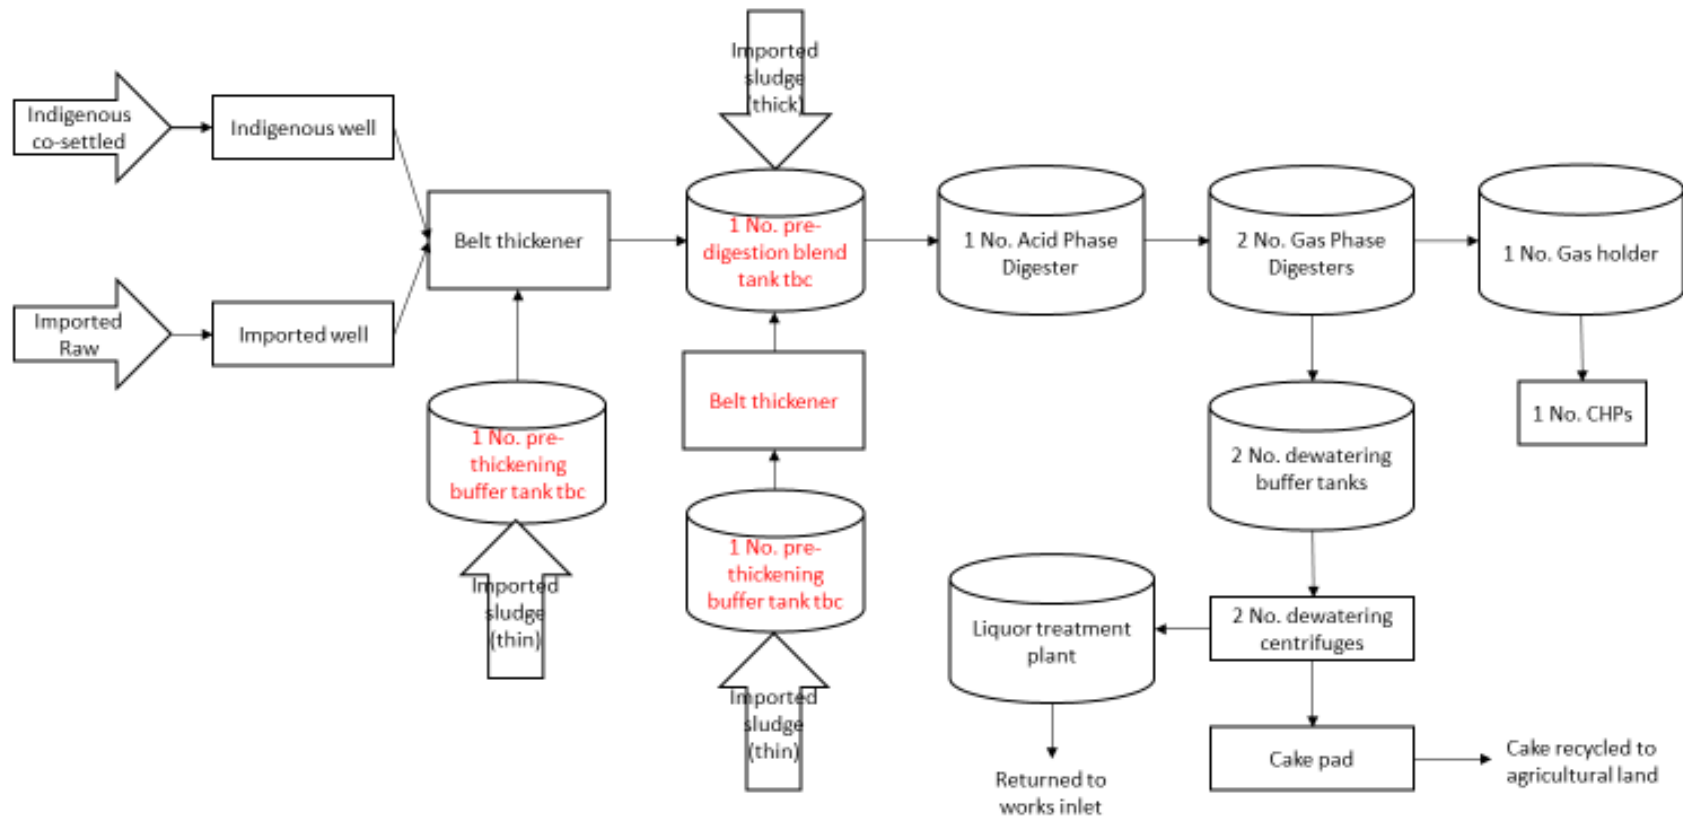 Imported
sludge
(thick)
Indigenous
co-settled
Indigenous well
Belt thickener
1 No. pre-
digestion blend
tank tbc
1 No. Acid Phase
Digester
2 No. Gas Phase
Digesters
1 No. Gas holder
Imported
Raw
Imported well
Belt thickener
1 No. CHPs
1 No. pre-
thickening
buffer tank tbc
2 No. dewatering
buffer tanks
1 No. pre-
thickening
buffer tank tbc
Imported
sludge
(thin)
Liquor treatment
plant
2 No. dewatering
centrifuges
Imported
sludge
(thin)
Cake pad
Cake recycled to
agricultural land
Returned to
works inlet